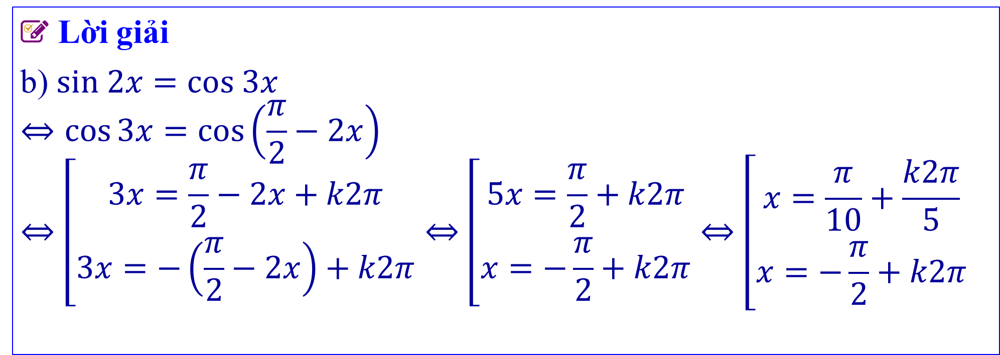 Lời giải
b) sin 2x = cos 3x
⇔ cos 3x = cos (π/2 − 2x)
⇔ [ 3x = π/2 − 2x + k2π ⇔ [ 5x = π/2 + k2π ⇔ [ x = π/10 + k2π/5
3x = −(π/2 − 2x) + k2π x = −π/2 + k2π x = −π/2 + k2π